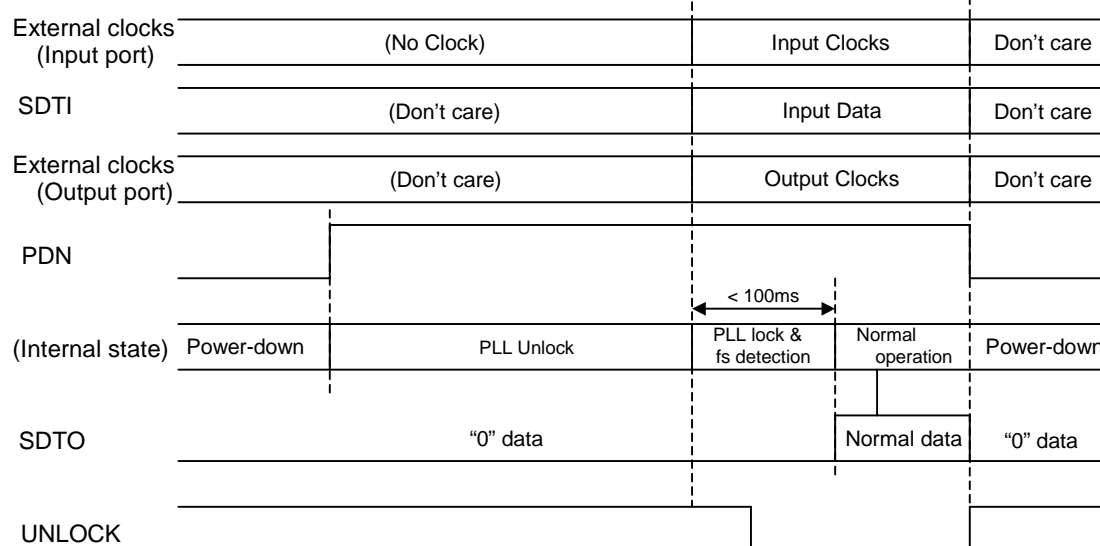 External clocks
(Input port)
(No Clock)
Input Clocks
Don't care
SDTI
(Don't care)
Input Data
Don't care
External clocks
(Output port)
(Don't care)
Output Clocks
Don't care
PDN
< 100ms
(Internal state)
Power-down
PLL Unlock
PLL lock &
fs detection
Normal
operation
Power-down
SDTO
“0” data
Normal data
“0” data
UNLOCK